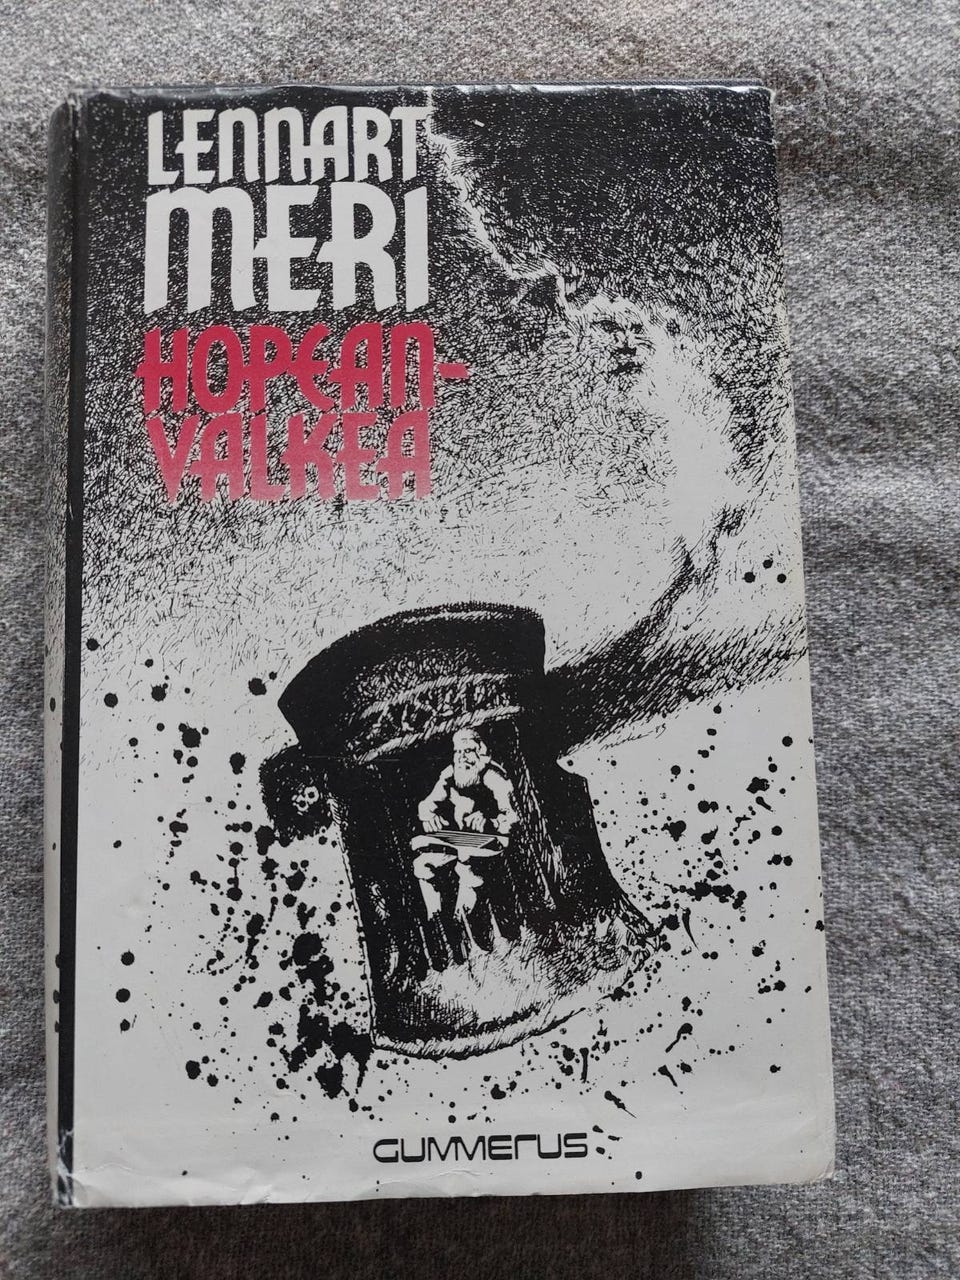 LENNART
MERI
HOPEAN-
VALKEA
GUMMERUS